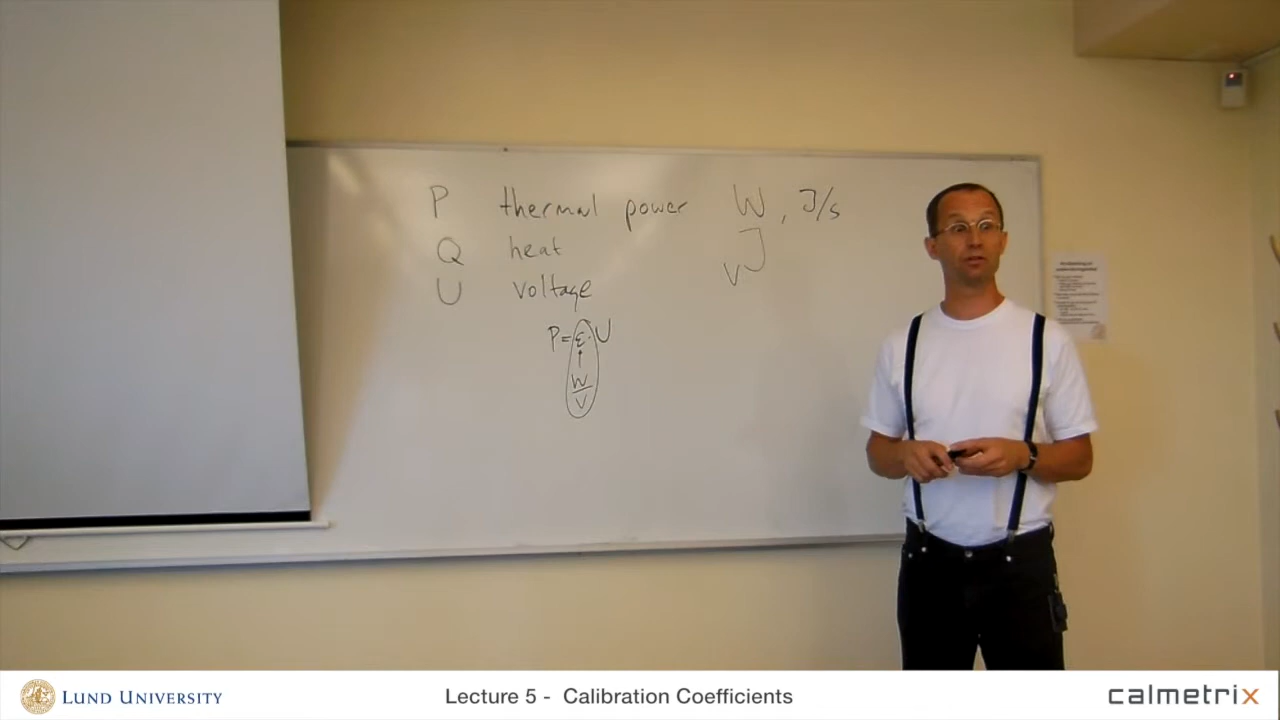 P thermal power W, J/s
Q heat J
U voltage V
P = ε · U
W
V
LUND UNIVERSITY Lecture 5 - Calibration Coefficients calmetrix